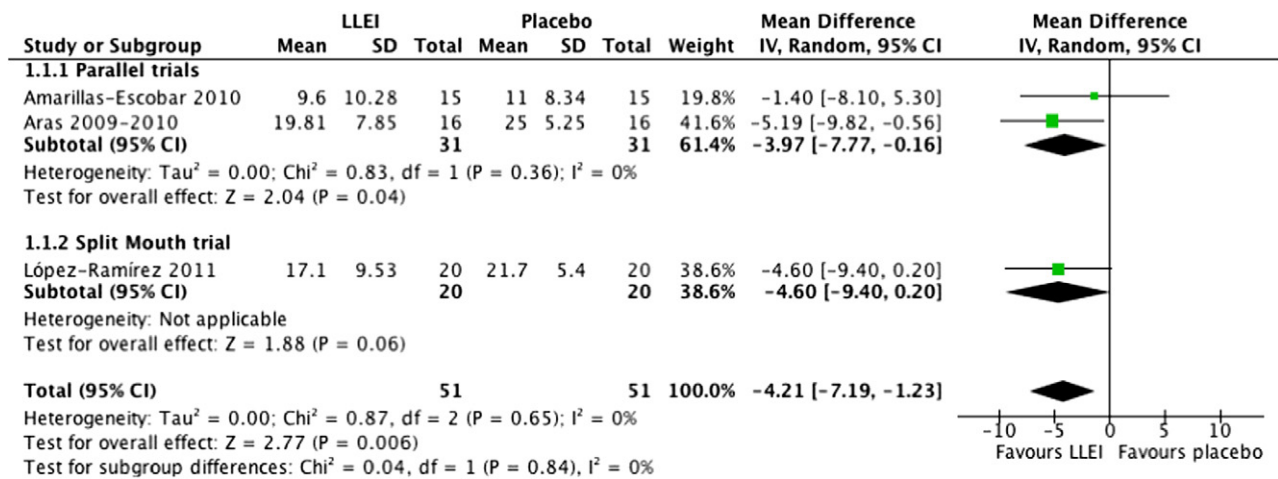 LLEI Placebo Mean Difference Mean Difference
Study or Subgroup Mean SD Total Mean SD Total Weight IV, Random, 95% CI IV, Random, 95% CI
1.1.1 Parallel trials
Amarillas-Escobar 2010 9.6 10.28 15 11 8.34 15 19.8% -1.40 [-8.10, 5.30]
Aras 2009-2010 19.81 7.85 16 25 5.25 16 41.6% -5.19 [-9.82, -0.56]
Subtotal (95% CI) 31 31 61.4% -3.97 [-7.77, -0.16]
Heterogeneity: Tau² = 0.00; Chi² = 0.83, df = 1 (P = 0.36); I² = 0%
Test for overall effect: Z = 2.04 (P = 0.04)
1.1.2 Split Mouth trial
López-Ramírez 2011 17.1 9.53 20 21.7 5.4 20 38.6% -4.60 [-9.40, 0.20]
Subtotal (95% CI) 20 20 38.6% -4.60 [-9.40, 0.20]
Heterogeneity: Not applicable
Test for overall effect: Z = 1.88 (P = 0.06)
Total (95% CI) 51 51 100.0% -4.21 [-7.19, -1.23]
Heterogeneity: Tau² = 0.00; Chi² = 0.87, df = 2 (P = 0.65); I² = 0%
Test for overall effect: Z = 2.77 (P = 0.006)
Test for subgroup differences: Chi² = 0.04, df = 1 (P = 0.84), I² = 0%
-10 -5 0 5 10
Favours LLEI Favours placebo